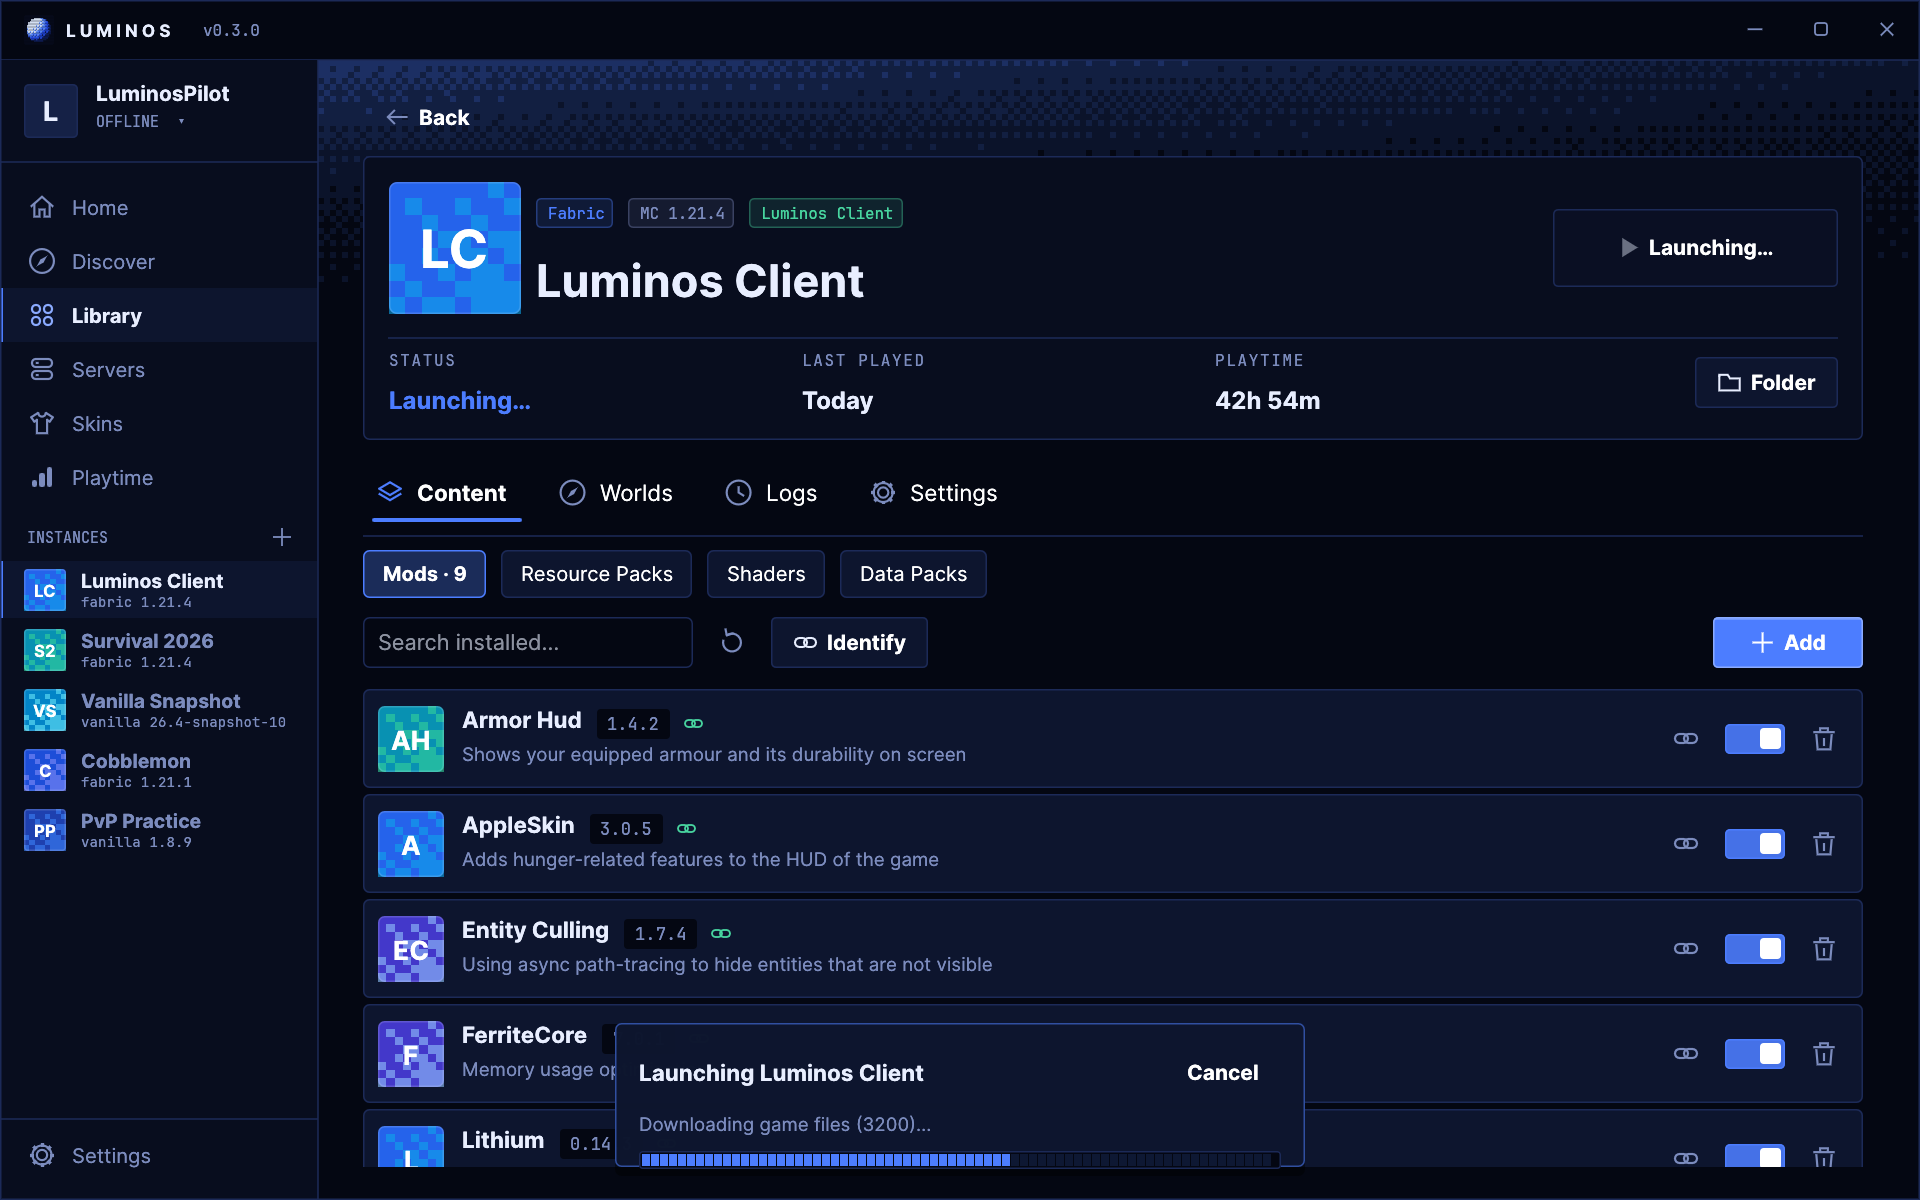 LUMINOS v0.3.0
L
LuminosPilot
OFFLINE
Home
Discover
Library
Servers
Skins
Playtime
INSTANCES
LC
Luminos Client
fabric 1.21.4
S2
Survival 2026
fabric 1.21.4
VS
Vanilla Snapshot
vanilla 26.4-snapshot-10
C
Cobblemon
fabric 1.21.1
PP
PvP Practice
vanilla 1.8.9
Settings
Back
LC
Fabric MC 1.21.4 Luminos Client
Luminos Client
Launching...
STATUS LAST PLAYED PLAYTIME
Launching... Today 42h 54m
Folder
Content Worlds Logs Settings
Mods · 9 Resource Packs Shaders Data Packs
Search installed... Identify Add
AH
Armor Hud 1.4.2
Shows your equipped armour and its durability on screen
A
AppleSkin 3.0.5
Adds hunger-related features to the HUD of the game
EC
Entity Culling 1.7.4
Using async path-tracing to hide entities that are not visible
F
FerriteCore
Memory usage
L
Lithium 0.14
Launching Luminos Client Cancel
Downloading game files (3200)...